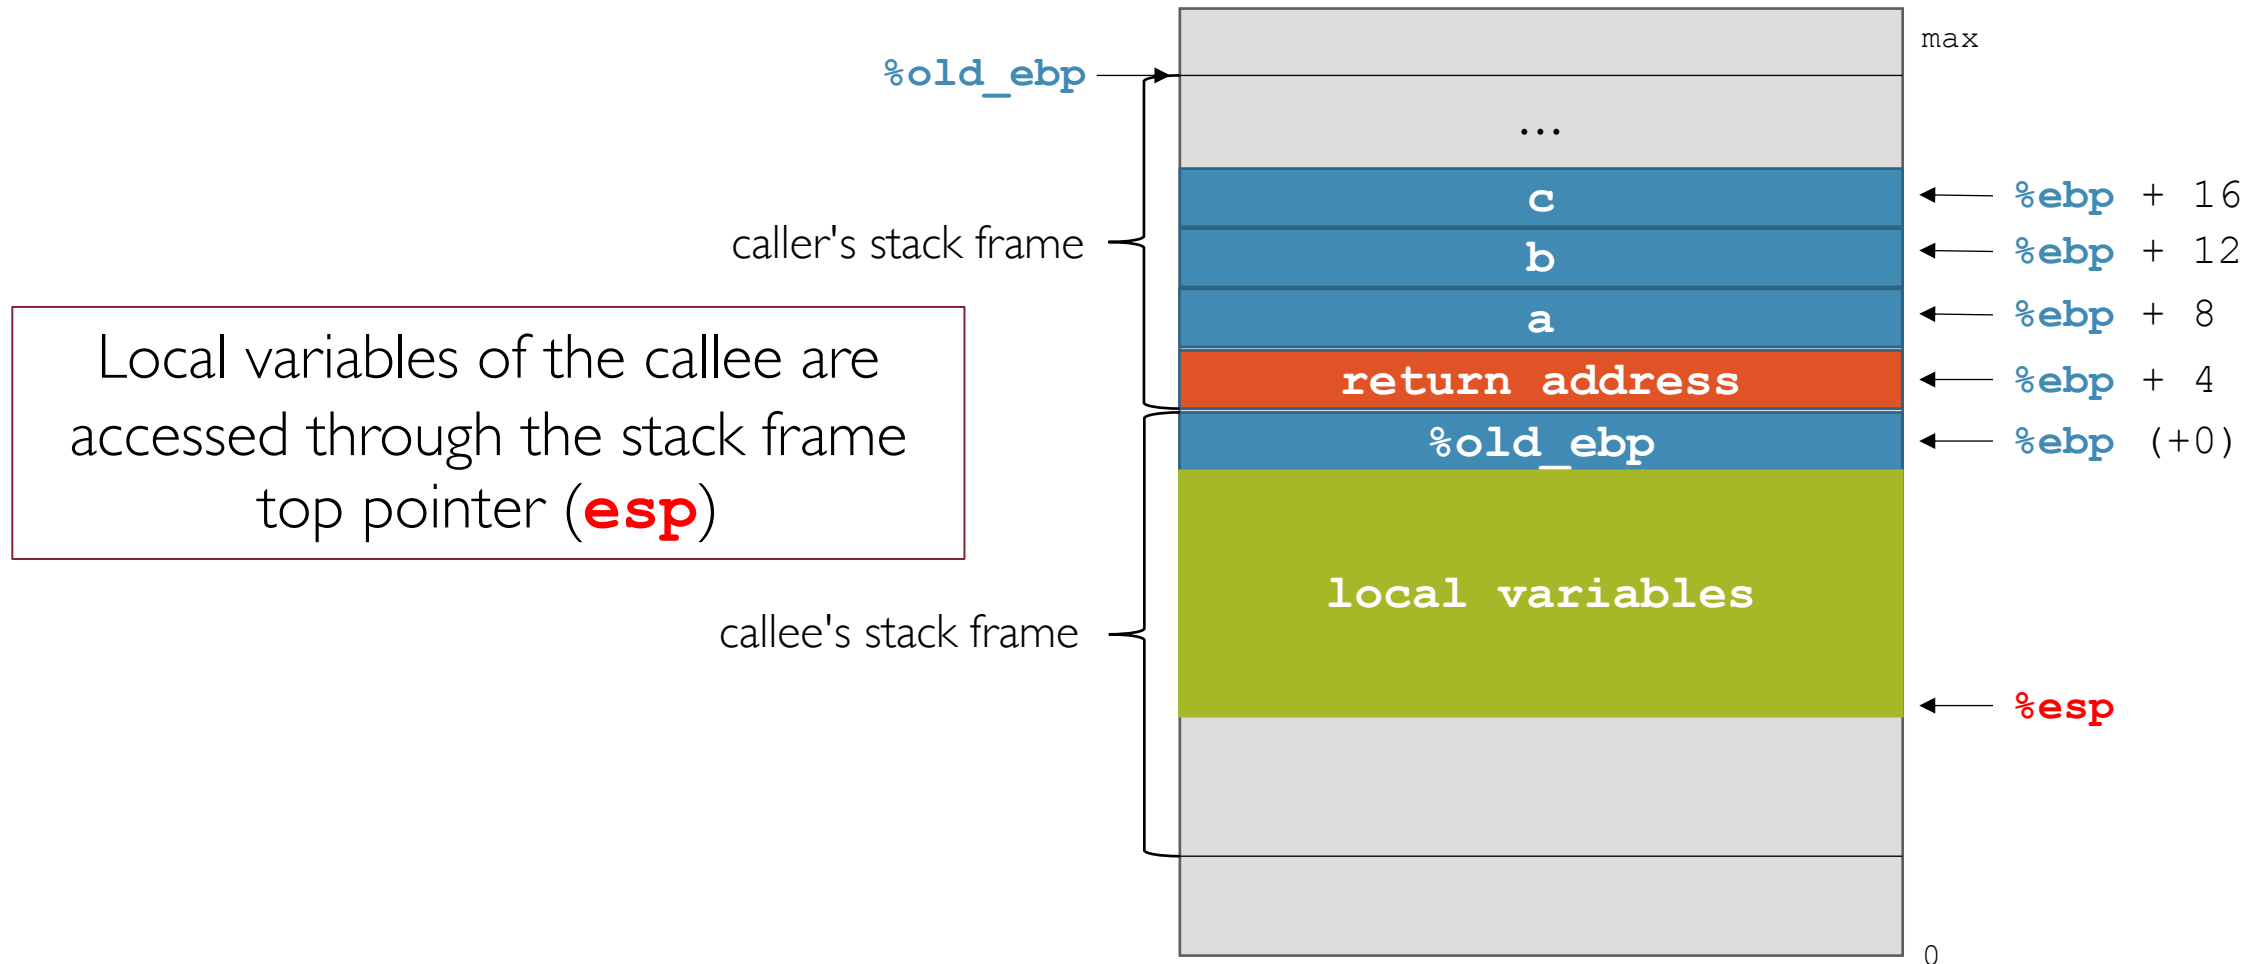 max
%old_ebp
...
c
%ebp + 16
caller's stack frame
b
%ebp + 12
a
%ebp + 8
Local variables of the callee are
accessed through the stack frame
top pointer (esp)
return address
%ebp + 4
%old_ebp
%ebp (+0)
local variables
callee's stack frame
%esp
0